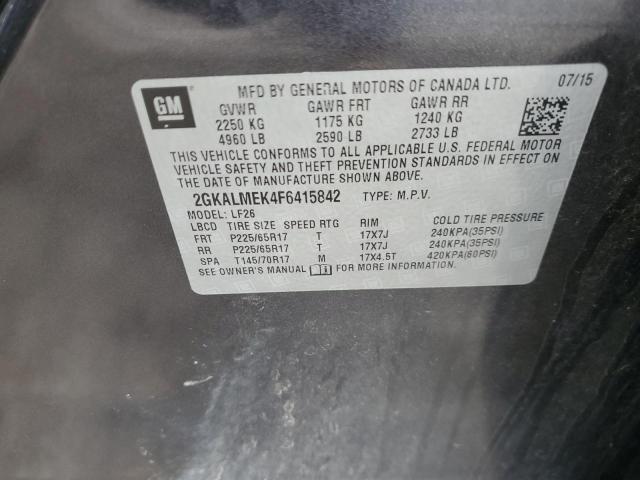 GM
MFD BY GENERAL MOTORS OF CANADA LTD. 07/15
GVWR GAWR FRT GAWR RR
2250 KG 1175 KG 1240 KG
4960 LB 2590 LB 2733 LB
THIS VEHICLE CONFORMS TO ALL APPLICABLE U.S. FEDERAL MOTOR
VEHICLE SAFETY AND THEFT PREVENTION STANDARDS IN EFFECT ON
THE DATE OF MANUFACTURE SHOWN ABOVE.
2GKALMEK4F6415842 TYPE: M.P.V.
MODEL: LF26
LBCD TIRE SIZE SPEED RTG RIM COLD TIRE PRESSURE
FRT P225/65R17 T 17X7J 240KPA(35PSI)
RR P225/65R17 T 17X7J 240KPA(35PSI)
SPA T145/70R17 M 17X4.5T 420KPA(60PSI)
SEE OWNER'S MANUAL FOR MORE INFORMATION.